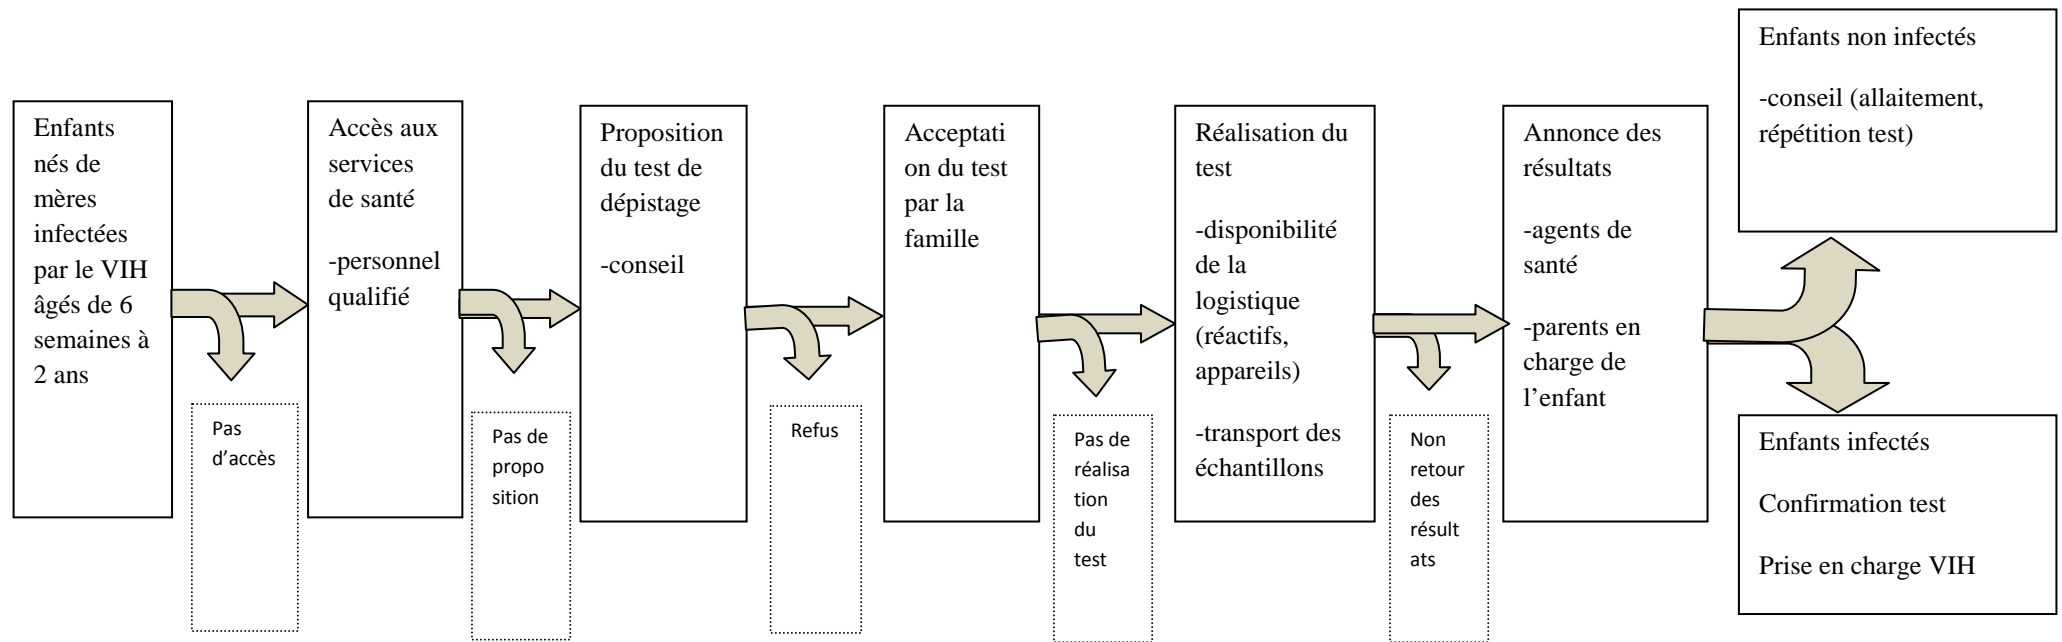 Enfants
nés de
mères
infectées
par le VIH
âgés de 6
semaines à
2 ans
Pas
d’accès
Accès aux
services
de santé
-personnel
qualifié
Pas de
propo
sition
Proposition
du test de
dépistage
-conseil
Refus
Acceptati
on du test
par la
famille
Pas de
réalisa
tion
du
test
Réalisation du
test
-disponibilité
de la
logistique
(réactifs,
appareils)
-transport des
échantillons
Non
retour
des
résult
ats
Annonce des
résultats
-agents de
santé
-parents en
charge de
l’enfant
Enfants non infectés
-conseil (allaitement,
répétition test)
Enfants infectés
Confirmation test
Prise en charge VIH